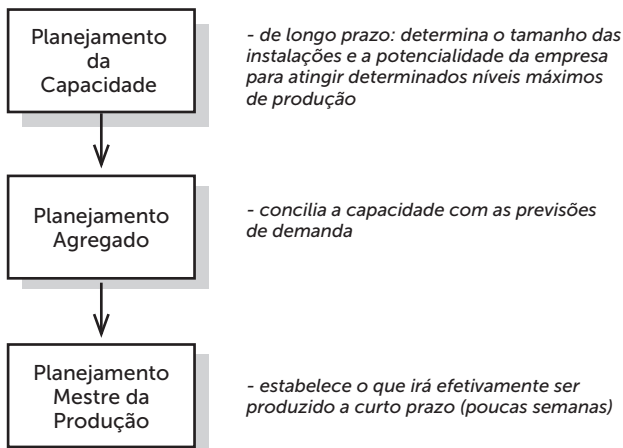 Planejamento
da
Capacidade
- de longo prazo: determina o tamanho das
instalações e a potencialidade da empresa
para atingir determinados níveis máximos
de produção
Planejamento
Agregado
- concilia a capacidade com as previsões
de demanda
Planejamento
Mestre da
Produção
- estabelece o que irá efetivamente ser
produzido a curto prazo (poucas semanas)